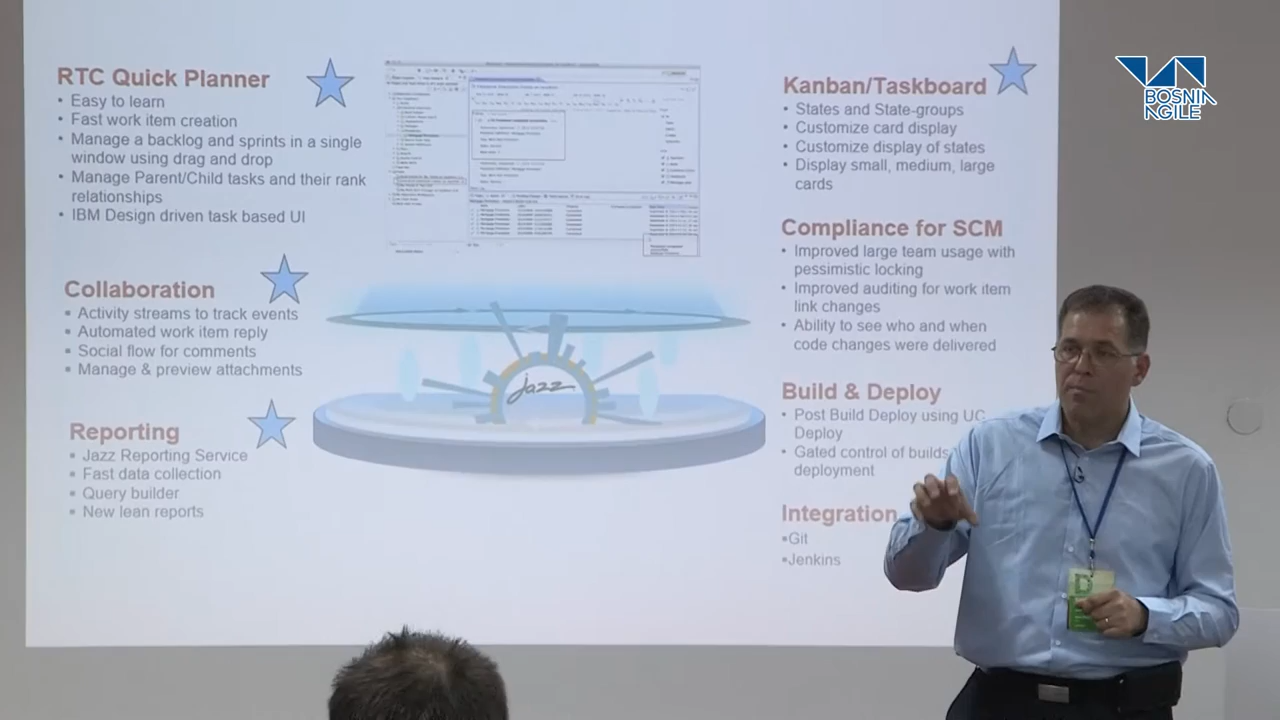 RTC Quick Planner
• Easy to learn
• Fast work item creation
• Manage a backlog and sprints in a single
window using drag and drop
• Manage Parent/Child tasks and their rank
relationships
• IBM Design driven task based UI
Collaboration
▪ Activity streams to track events
▪ Automated work item reply
▪ Social flow for comments
▪ Manage & preview attachments
Reporting
▪ Jazz Reporting Service
▪ Fast data collection
▪ Query builder
▪ New lean reports
jazz
Kanban/Taskboard
• States and State-groups
• Customize card display
• Customize display of states
• Display small, medium, large
cards
Compliance for SCM
• Improved large team usage with
pessimistic locking
• Improved auditing for work item
link changes
• Ability to see who and when
code changes were delivered
Build & Deploy
• Post Build Deploy using UC
Deploy
• Gated control of builds
deployment
Integration
▪Git
▪Jenkins
BOSNIA
AGILE